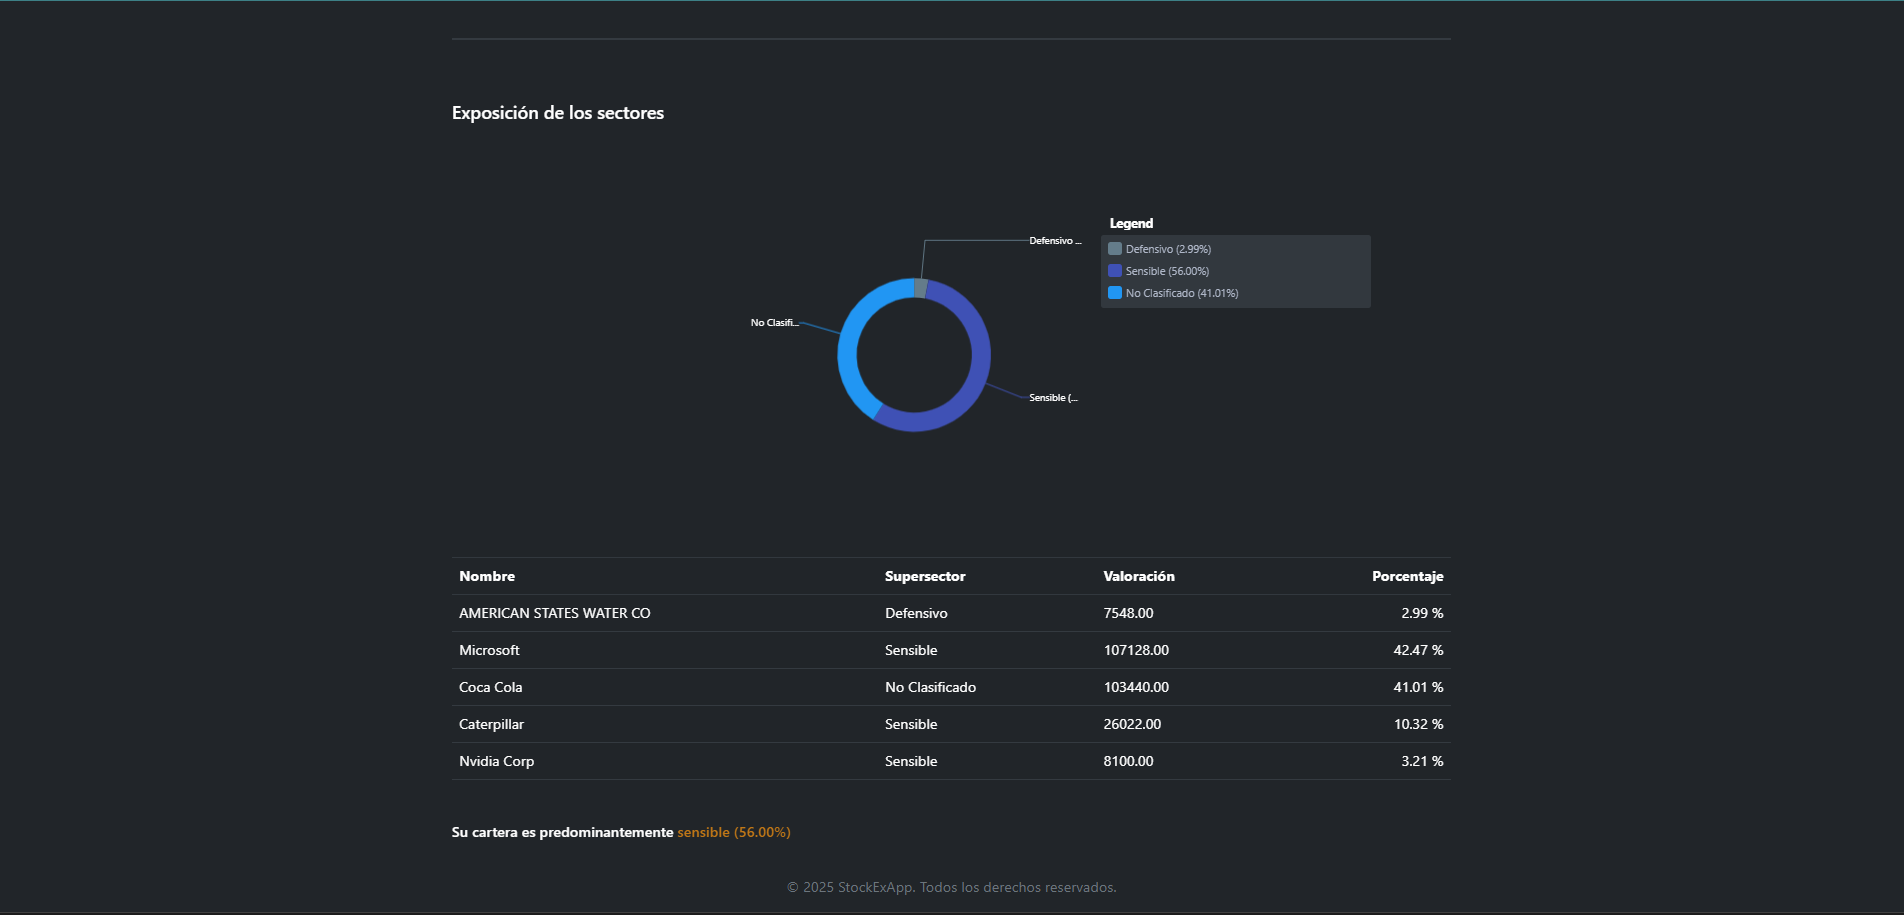 Exposición de los sectores
Legend
Defensivo (2.99%)
Sensible (56.00%)
No Clasificado (41.01%)
Defensivo ...
No Clasifi...
Sensible (...
Nombre Supersector Valoración Porcentaje
AMERICAN STATES WATER CO Defensivo 7548.00 2.99 %
Microsoft Sensible 107128.00 42.47 %
Coca Cola No Clasificado 103440.00 41.01 %
Caterpillar Sensible 26022.00 10.32 %
Nvidia Corp Sensible 8100.00 3.21 %
Su cartera es predominantemente sensible (56.00%)
© 2025 StockExApp. Todos los derechos reservados.